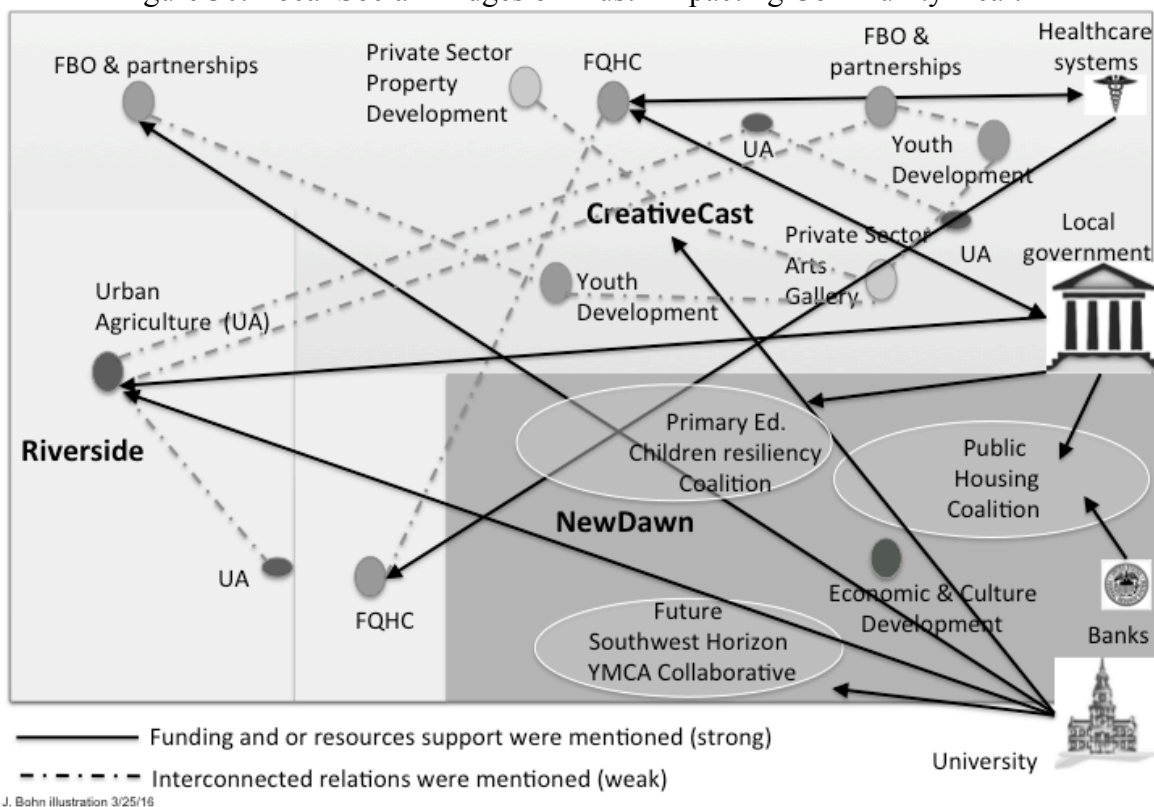 FBO & partnerships
Private Sector
Property
Development
FQHC
FBO &
partnerships
Healthcare
systems
UA
Youth
Development
CreativeCast
Private Sector
Arts
Gallery
UA
Local
government
Urban
Agriculture (UA)
Youth
Development
Riverside
Primary Ed.
Children resiliency
Coalition
Public
Housing
Coalition
NewDawn
UA
FQHC
Economic & Culture
Development
Future
Southwest Horizon
YMCA Collaborative
Banks
University
Funding and or resources support were mentioned (strong)
Interconnected relations were mentioned (weak)
J. Bohn illustration 3/25/16